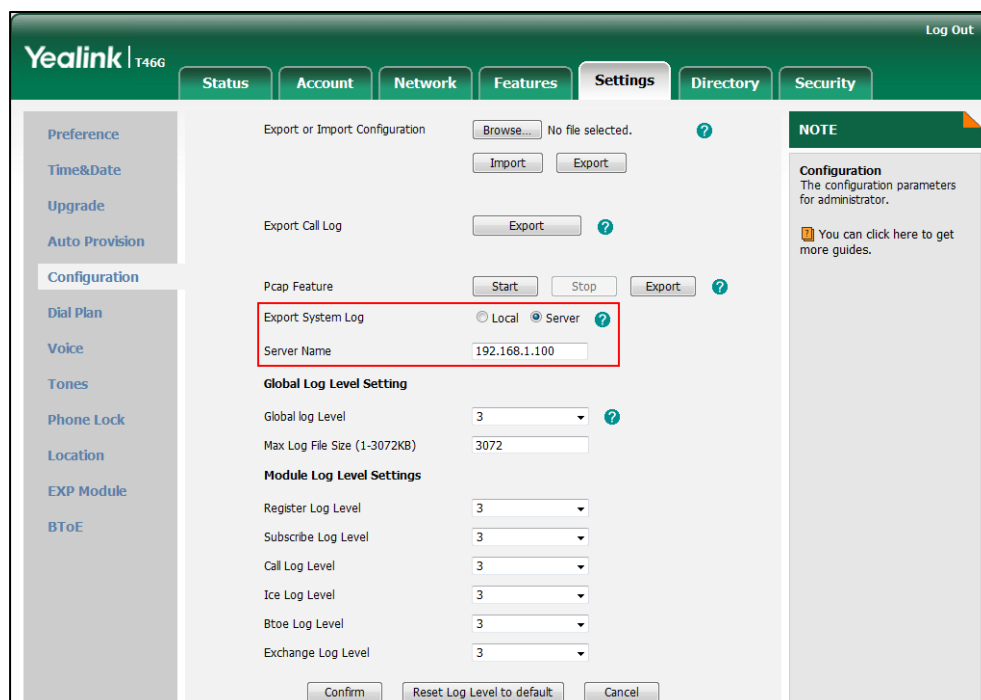 Log Out
Yealink | T46G
Status Account Network Features Settings Directory Security
Preference
Time&Date
Upgrade
Auto Provision
Configuration
Dial Plan
Voice
Tones
Phone Lock
Location
EXP Module
BToE
Export or Import Configuration Browse... No file selected. ?
Import Export
Export Call Log Export ?
Pcap Feature Start Stop Export ?
Export System Log Local Server ?
Server Name 192.168.1.100
Global Log Level Setting
Global log Level 3 ?
Max Log File Size (1-3072KB) 3072
Module Log Level Settings
Register Log Level 3
Subscribe Log Level 3
Call Log Level 3
Ice Log Level 3
Btoe Log Level 3
Exchange Log Level 3
Confirm Reset Log Level to default Cancel
NOTE
Configuration
The configuration parameters
for administrator.
? You can click here to get
more guides.